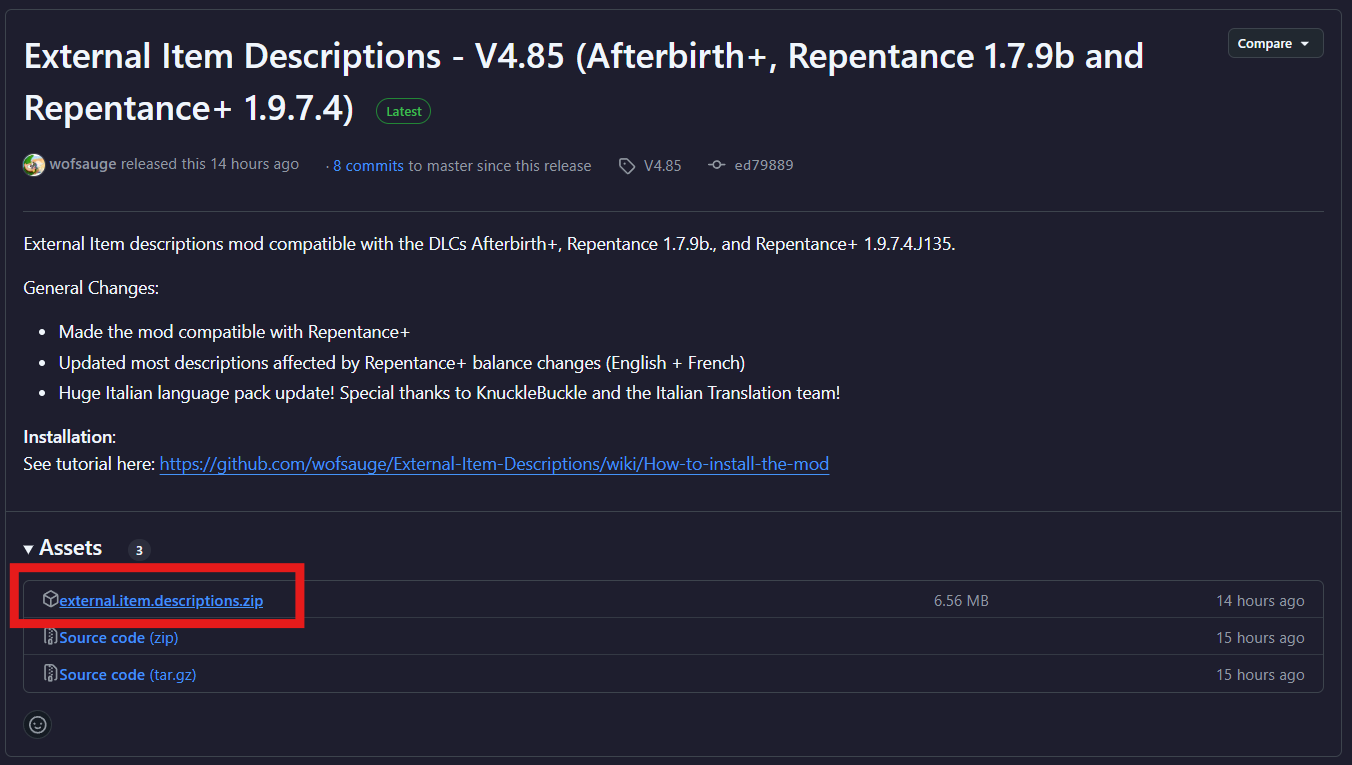 External Item Descriptions - V4.85 (Afterbirth+, Repentance 1.7.9b and
Compare
Repentance+ 1.9.7.4) Latest
wofsauge released this 14 hours ago · 8 commits to master since this release V4.85 ed79889
External Item descriptions mod compatible with the DLCs Afterbirth+, Repentance 1.7.9b., and Repentance+ 1.9.7.4.J135.
General Changes:
• Made the mod compatible with Repentance+
• Updated most descriptions affected by Repentance+ balance changes (English + French)
• Huge Italian language pack update! Special thanks to KnuckleBuckle and the Italian Translation team!
Installation:
See tutorial here: https://github.com/wofsauge/External-Item-Descriptions/wiki/How-to-install-the-mod
Assets 3
external.item.descriptions.zip 6.56 MB 14 hours ago
Source code (zip) 15 hours ago
Source code (tar.gz) 15 hours ago